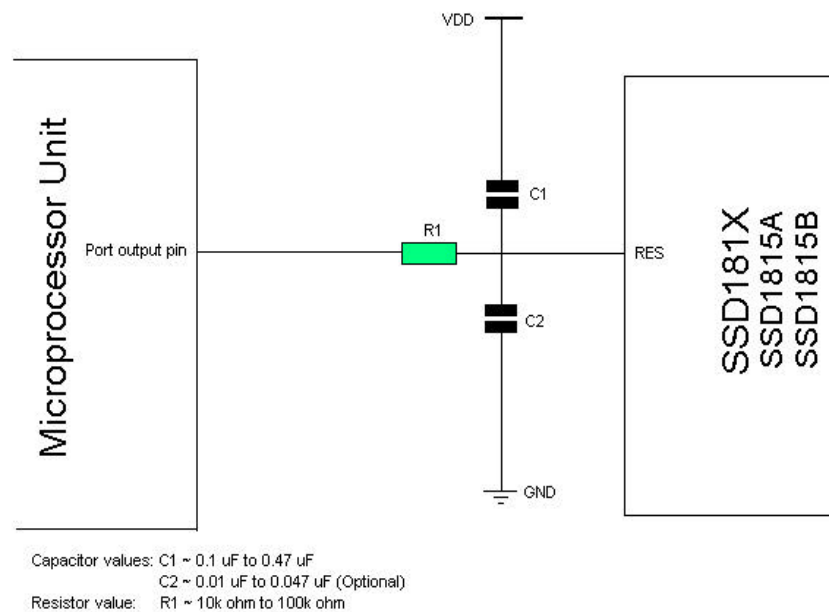 VDD
Microprocessor Unit
Port output pin
R1
C1
C2
RES
GND
SSD181X
SSD1815A
SSD1815B
Capacitor values: C1 ~ 0.1 uF to 0.47 uF
C2 ~ 0.01 uF to 0.047 uF (Optional)
Resistor value: R1 ~ 10k ohm to 100k ohm